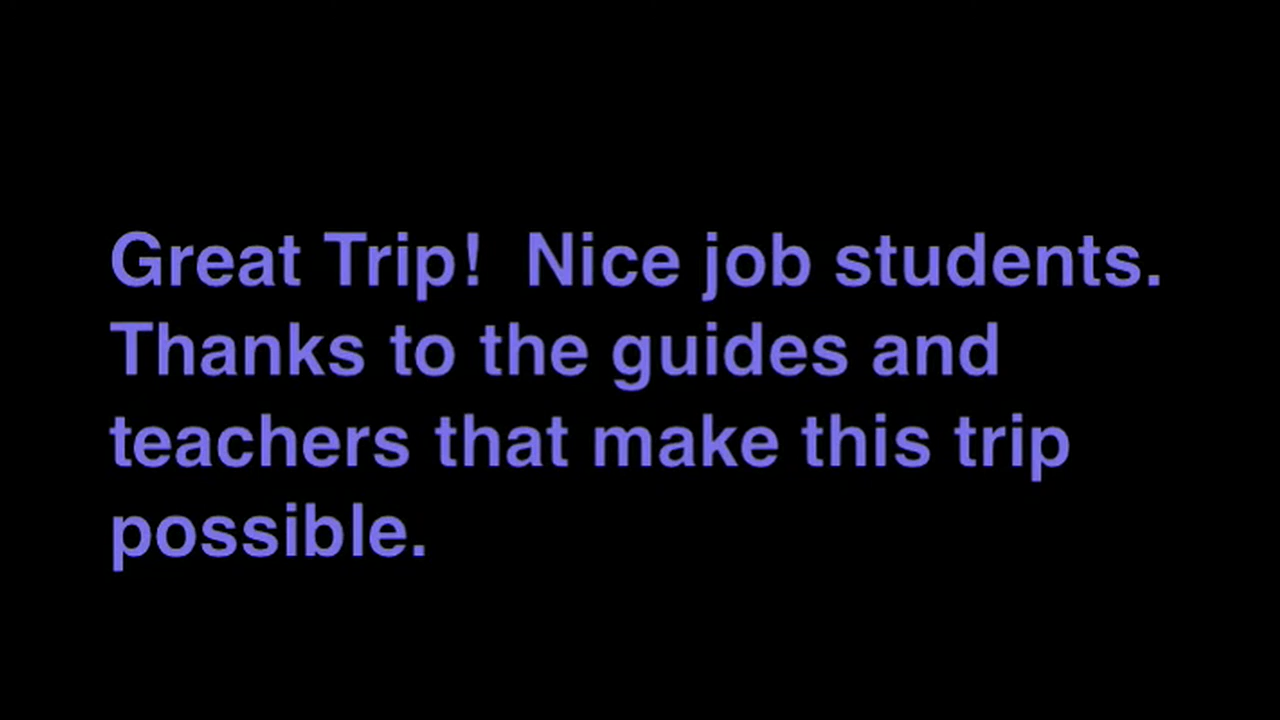 Great Trip!  Nice job students.
Thanks to the guides and
teachers that make this trip
possible.